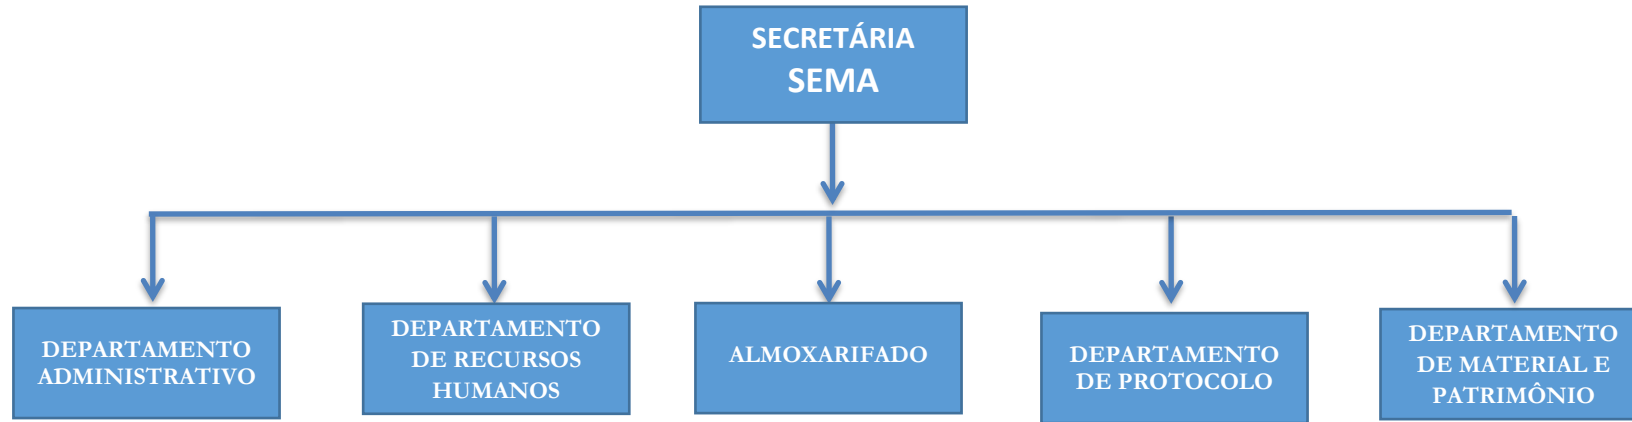 SECRETÁRIA
SEMA
DEPARTAMENTO
ADMINISTRATIVO
DEPARTAMENTO
DE RECURSOS
HUMANOS
ALMOXARIFADO
DEPARTAMENTO
DE PROTOCOLO
DEPARTAMENTO
DE MATERIAL E
PATRIMÔNIO